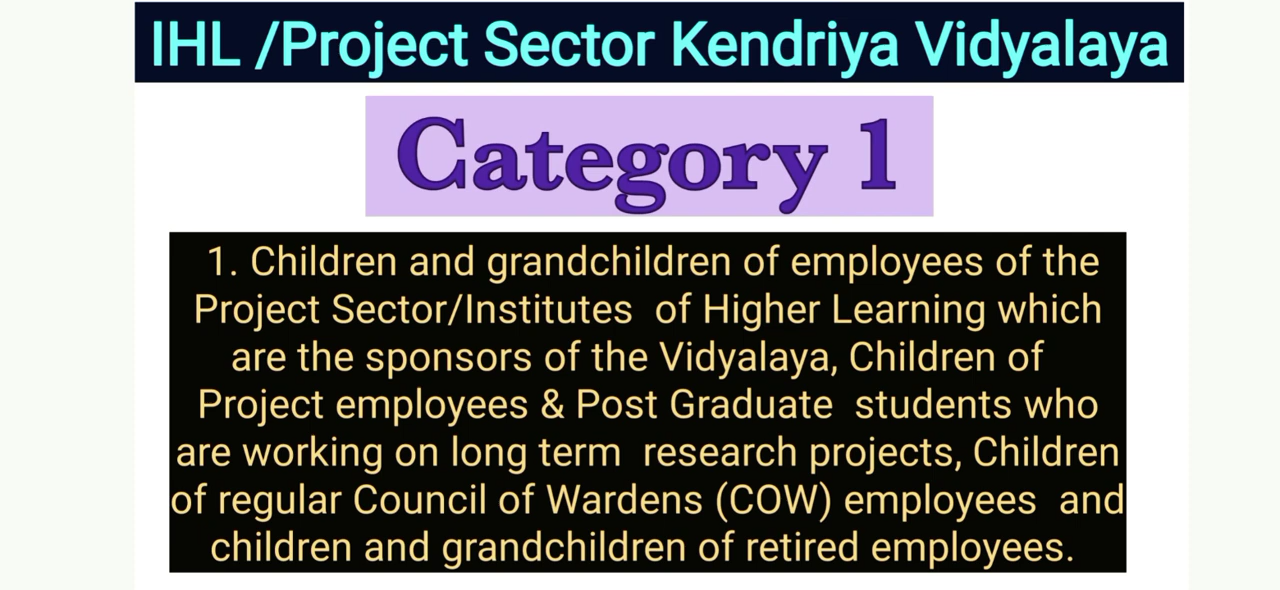 IHL /Project Sector Kendriya Vidyalaya
Category 1
1. Children and grandchildren of employees of the
Project Sector/Institutes of Higher Learning which
are the sponsors of the Vidyalaya, Children of
Project employees & Post Graduate students who
are working on long term research projects, Children
of regular Council of Wardens (COW) employees and
children and grandchildren of retired employees.